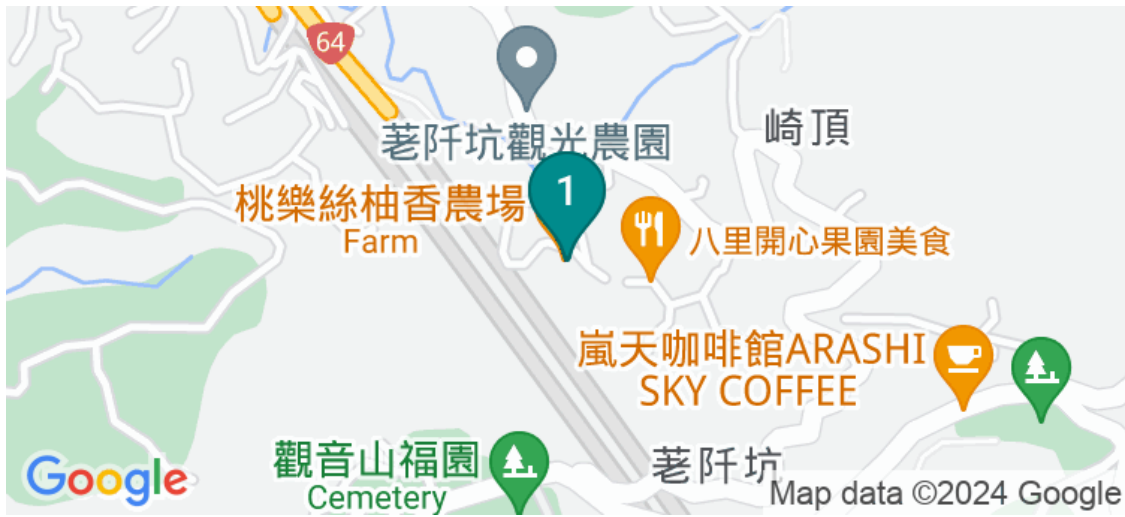 64
荖阡坑觀光農園
崎頂
1
桃樂絲柚香農場
Farm
八里開心果園美食
嵐天咖啡館ARASHI
SKY COFFEE
觀音山福園
Cemetery
荖阡坑
Google
Map data ©2024 Google